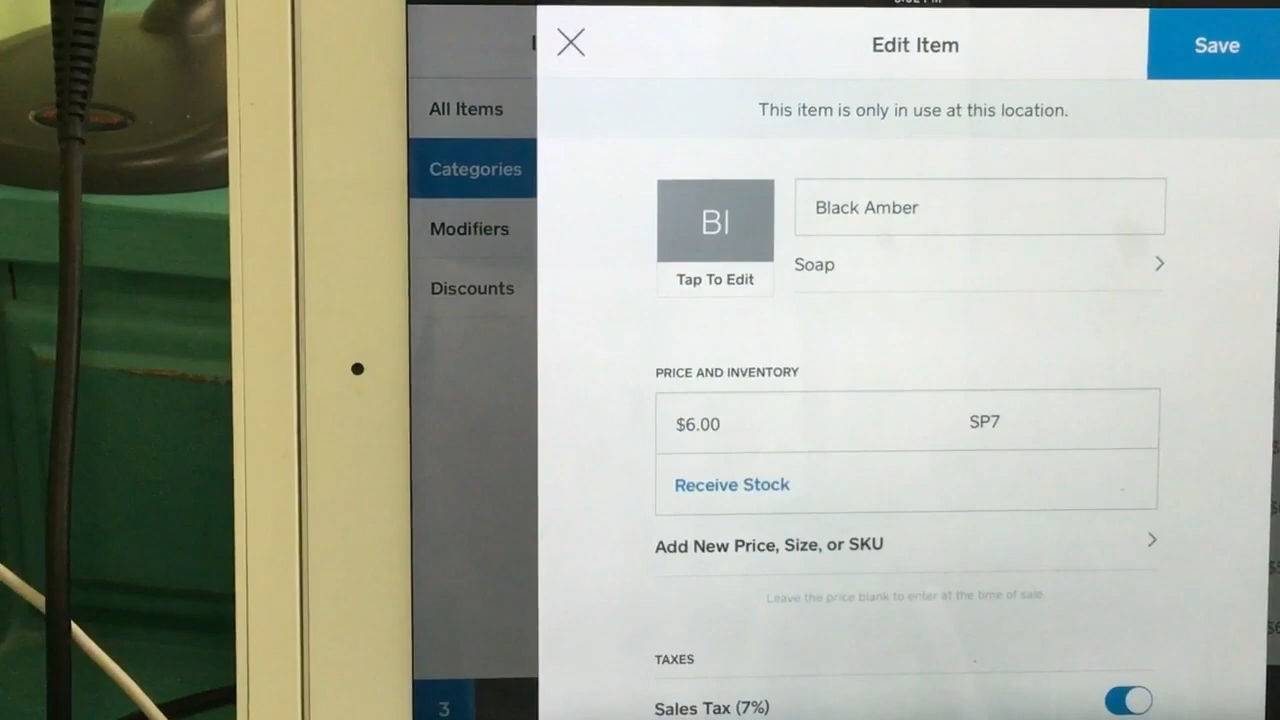 Edit Item
Save
All Items
Categories
Modifiers
Discounts
3
This item is only in use at this location.
Bl
Tap To Edit
Black Amber
Soap
PRICE AND INVENTORY
$6.00 SP7
Receive Stock
Add New Price, Size, or SKU
Leave the price blank to enter at the time of sale.
TAXES
Sales Tax (7%)